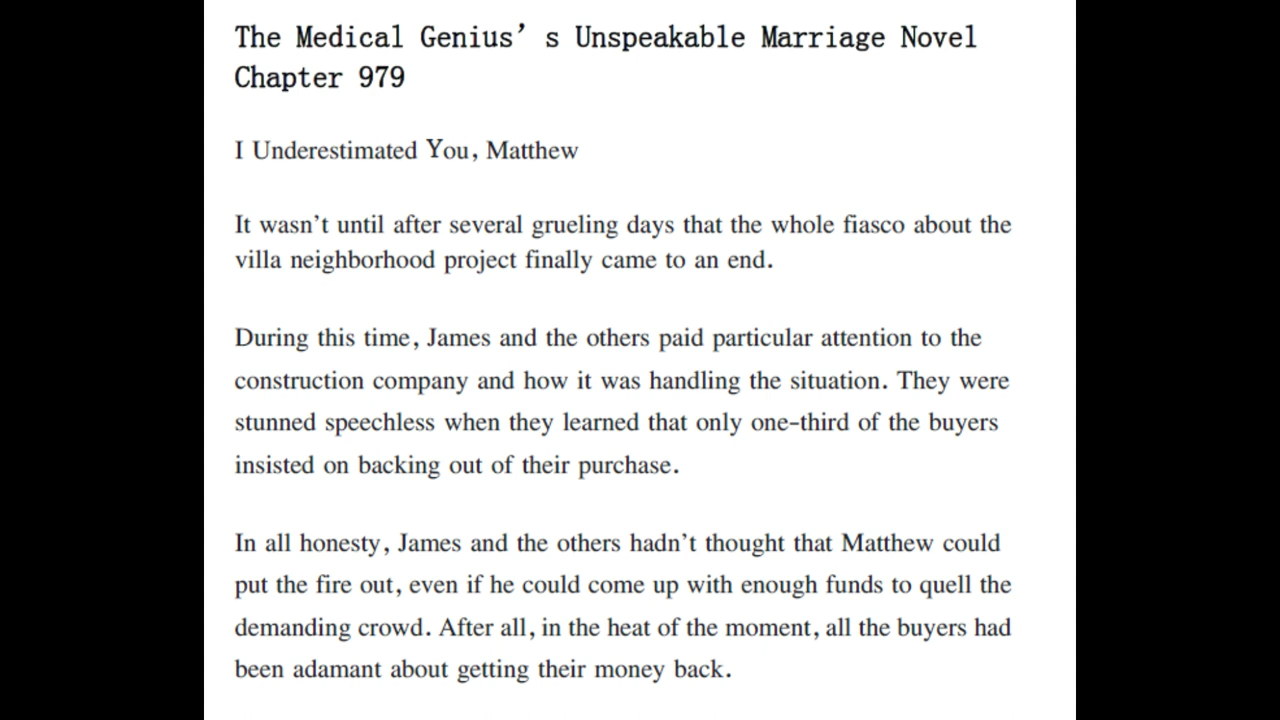 The Medical Genius’s Unspeakable Marriage Novel
Chapter 979
I Underestimated You, Matthew
It wasn’t until after several grueling days that the whole fiasco about the
villa neighborhood project finally came to an end.
During this time, James and the others paid particular attention to the
construction company and how it was handling the situation. They were
stunned speechless when they learned that only one-third of the buyers
insisted on backing out of their purchase.
In all honesty, James and the others hadn’t thought that Matthew could
put the fire out, even if he could come up with enough funds to quell the
demanding crowd. After all, in the heat of the moment, all the buyers had
been adamant about getting their money back.